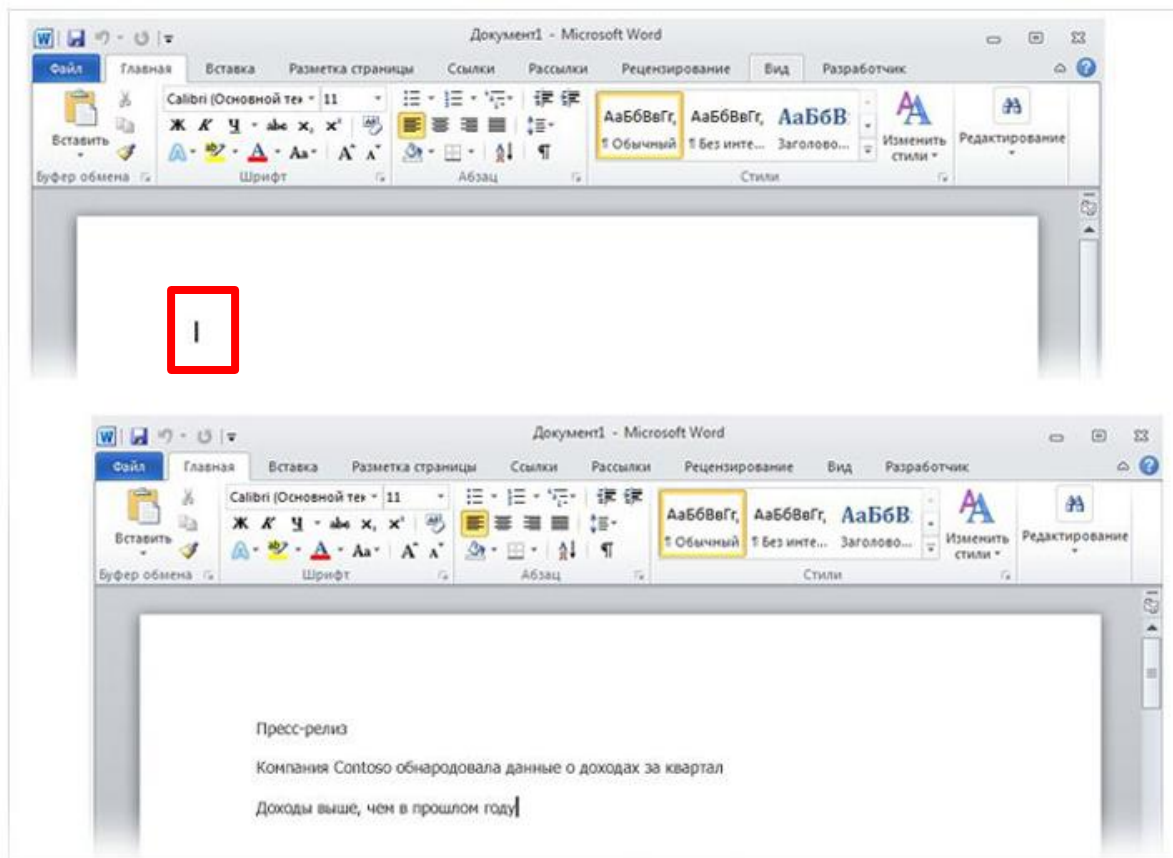 Документ1 - Microsoft Word
Файл Главная Вставка Разметка страницы Ссылки Рассылки Рецензирование Вид Разработчик
Calibri (Основной тек 11
АаБбВвГг, АаБбВвГг, АаБбВ
Вставить Ж К Ч abc x, x² Изменить стили Редактирование
¶ Обычный ¶ Без инте... Заголово...
А Aa A A
Буфер обмена Шрифт Абзац Стили
Документ1 - Microsoft Word
Файл Главная Вставка Разметка страницы Ссылки Рассылки Рецензирование Вид Разработчик
Calibri (Основной тек 11
АаБбВвГг, АаБбВвГг, АаБбВ
Вставить Ж К Ч abc x, x² Изменить стили Редактирование
¶ Обычный ¶ Без инте... Заголово...
А Aa A A
Буфер обмена Шрифт Абзац Стили
Пресс-релиз
Компания Contoso обнародовала данные о доходах за квартал
Доходы выше, чем в прошлом году